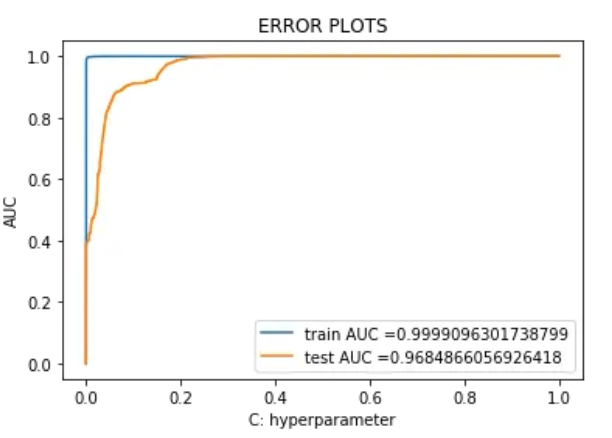 ERROR PLOTS
AUC
1.0
0.8
0.6
0.4
0.2
0.0
train AUC =0.9999096301738799
test AUC =0.9684866056926418
0.0 0.2 0.4 0.6 0.8 1.0
C: hyperparameter